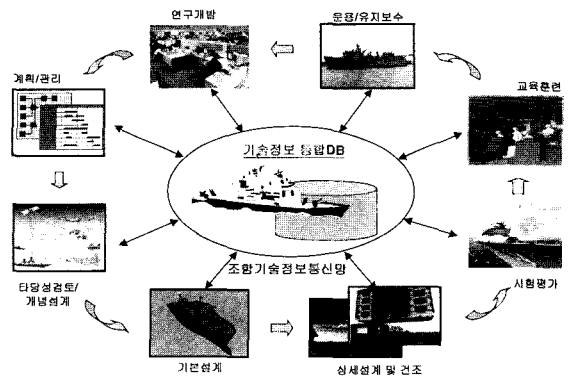 연구개발
운용/유지보수
계획/관리
교육훈련
기술정보 통합DB
조함기술정보통신망
타당성검토/
개념설계
시험평가
기본설계
상세설계 및 건조